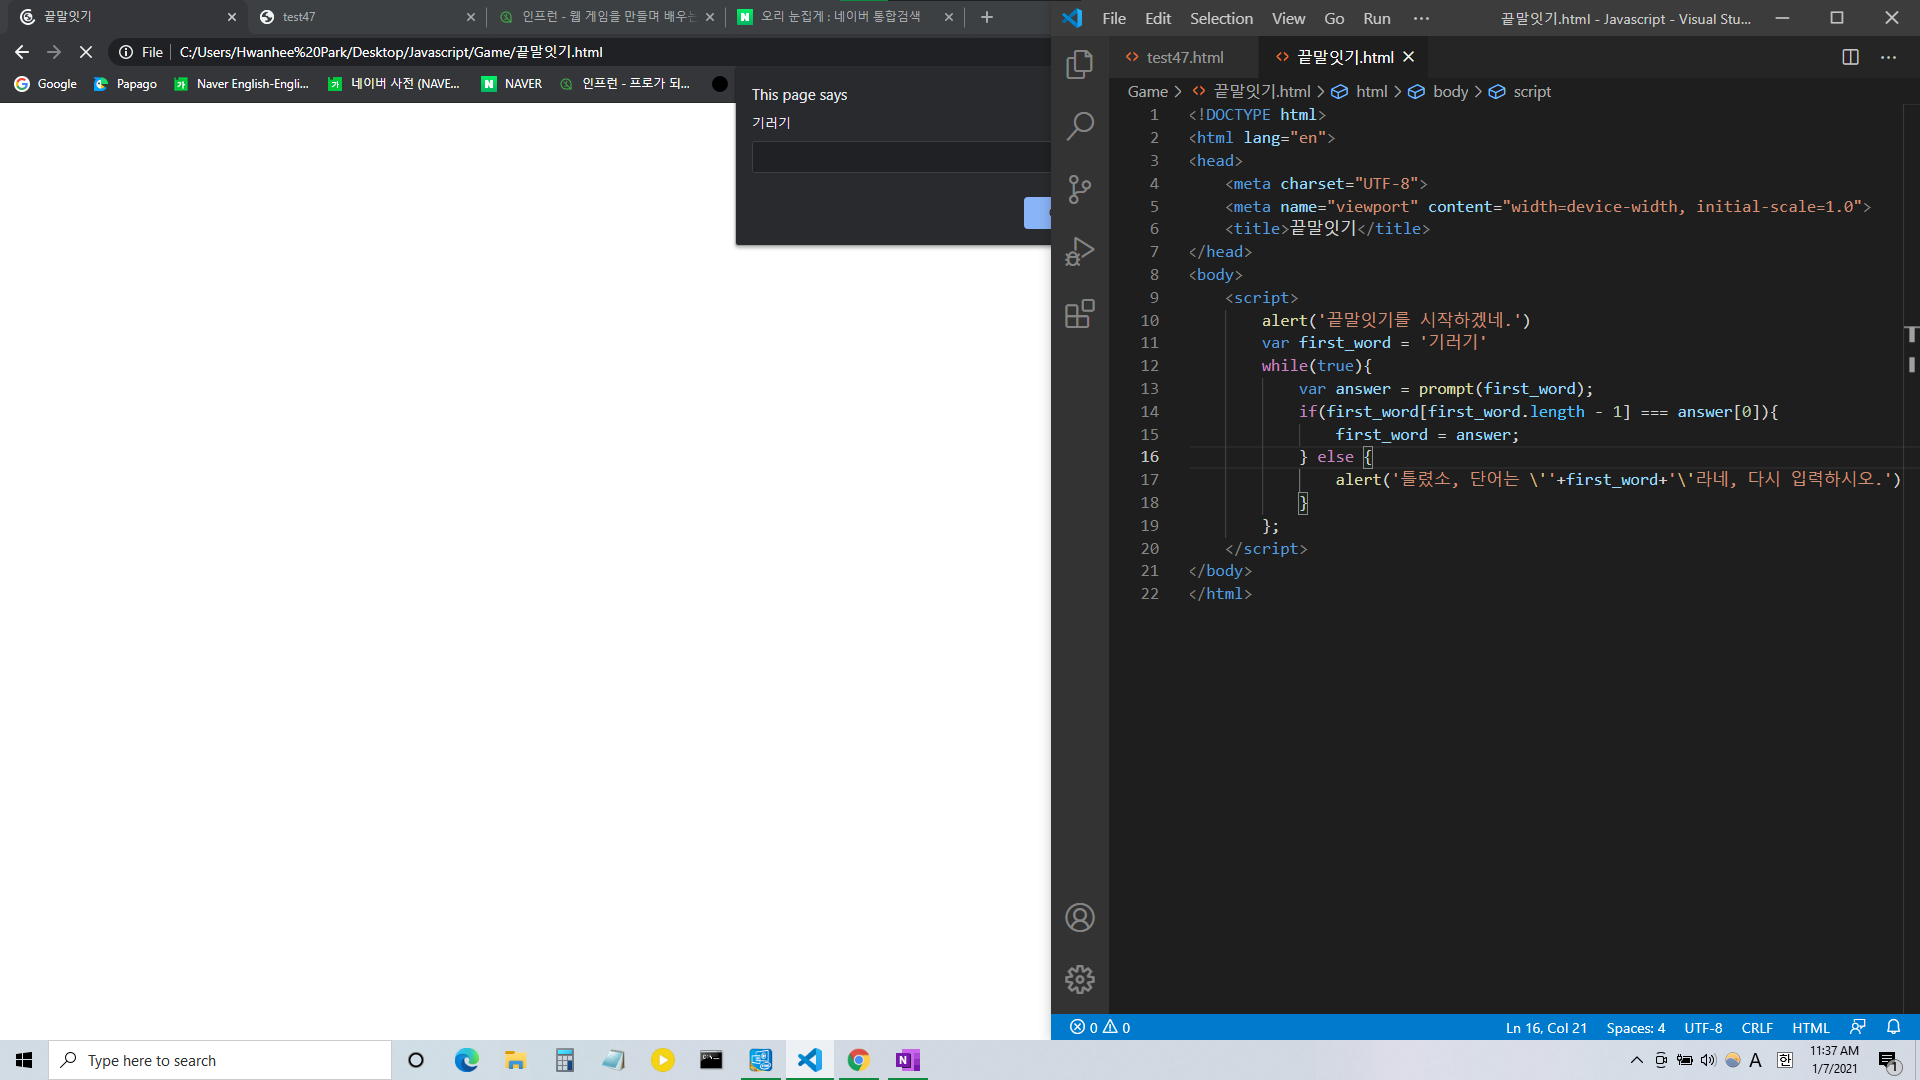 끝말잇기
test47
인프런 - 웹 게임을 만들며 배우는
오리 눈집게 : 네이버 통합검색
File
C:/Users/Hwanhee%20Park/Desktop/Javascript/Game/끝말잇기.html
Google
Papago
Naver English-Engli...
네이버 사전 (NAVE...
NAVER
인프런 - 프로가 되...
This page says
기러기
File Edit Selection View Go Run ···
끝말잇기.html - Javascript - Visual Stu...
test47.html
끝말잇기.html
Game > 끝말잇기.html > html > body > script
1 <!DOCTYPE html>
2 <html lang="en">
3 <head>
4 <meta charset="UTF-8">
5 <meta name="viewport" content="width=device-width, initial-scale=1.0">
6 <title>끝말잇기</title>
7 </head>
8 <body>
9 <script>
10 alert('끝말잇기를 시작하겠네.')
11 var first_word = '기러기'
12 while(true){
13 var answer = prompt(first_word);
14 if(first_word[first_word.length - 1] === answer[0]){
15 first_word = answer;
16 } else {
17 alert('틀렸소, 단어는 \''+first_word+'\'라네, 다시 입력하시오.')
18 }
19 };
20 </script>
21 </body>
22 </html>
0 0
Ln 16, Col 21
Spaces: 4
UTF-8
CRLF
HTML
Type here to search
A
한
11:37 AM
1/7/2021
1